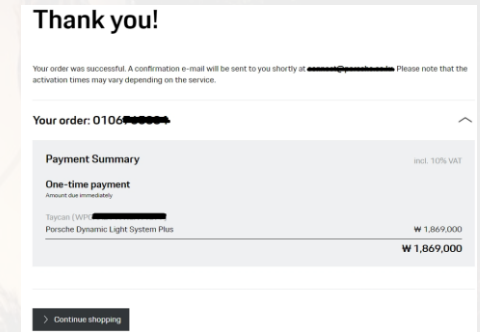 Thank you!
Your order was successful. A confirmation e-mail will be sent to you shortly at Please note that the
activation times may vary depending on the service.
Your order: 0106
Payment Summary incl. 10% VAT
One-time payment
Amount due immediately
Taycan (WP0
Porsche Dynamic Light System Plus ₩ 1,869,000
₩ 1,869,000
Continue shopping